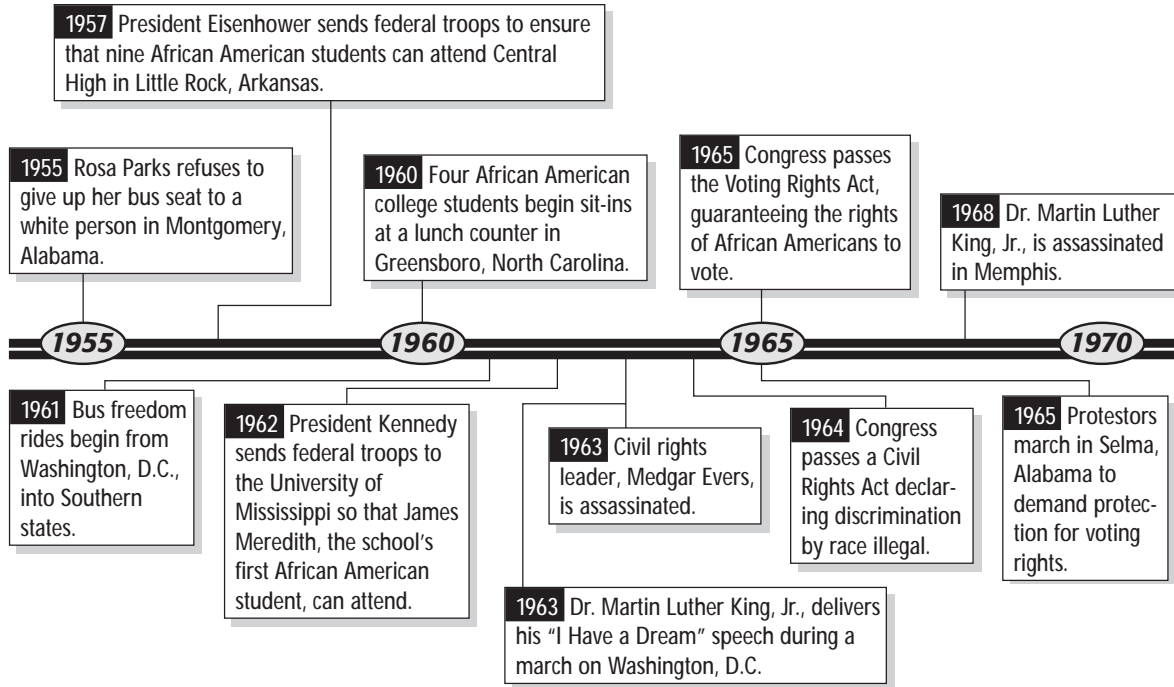 1957 President Eisenhower sends federal troops to ensure
that nine African American students can attend Central
High in Little Rock, Arkansas.
1955 Rosa Parks refuses to
give up her bus seat to a
white person in Montgomery,
Alabama.
1960 Four African American
college students begin sit-ins
at a lunch counter in
Greensboro, North Carolina.
1965 Congress passes
the Voting Rights Act,
guaranteeing the rights
of African Americans to
vote.
1968 Dr. Martin Luther
King, Jr., is assassinated
in Memphis.
1955
1960
1965
1970
1961 Bus freedom
rides begin from
Washington, D.C.,
into Southern
states.
1962 President Kennedy
sends federal troops to
the University of
Mississippi so that James
Meredith, the school's
first African American
student, can attend.
1963 Civil rights
leader, Medgar Evers,
is assassinated.
1964 Congress
passes a Civil
Rights Act declar-
ing discrimination
by race illegal.
1965 Protestors
march in Selma,
Alabama to
demand protec-
tion for voting
rights.
1963 Dr. Martin Luther King, Jr., delivers
his “I Have a Dream” speech during a
march on Washington, D.C.